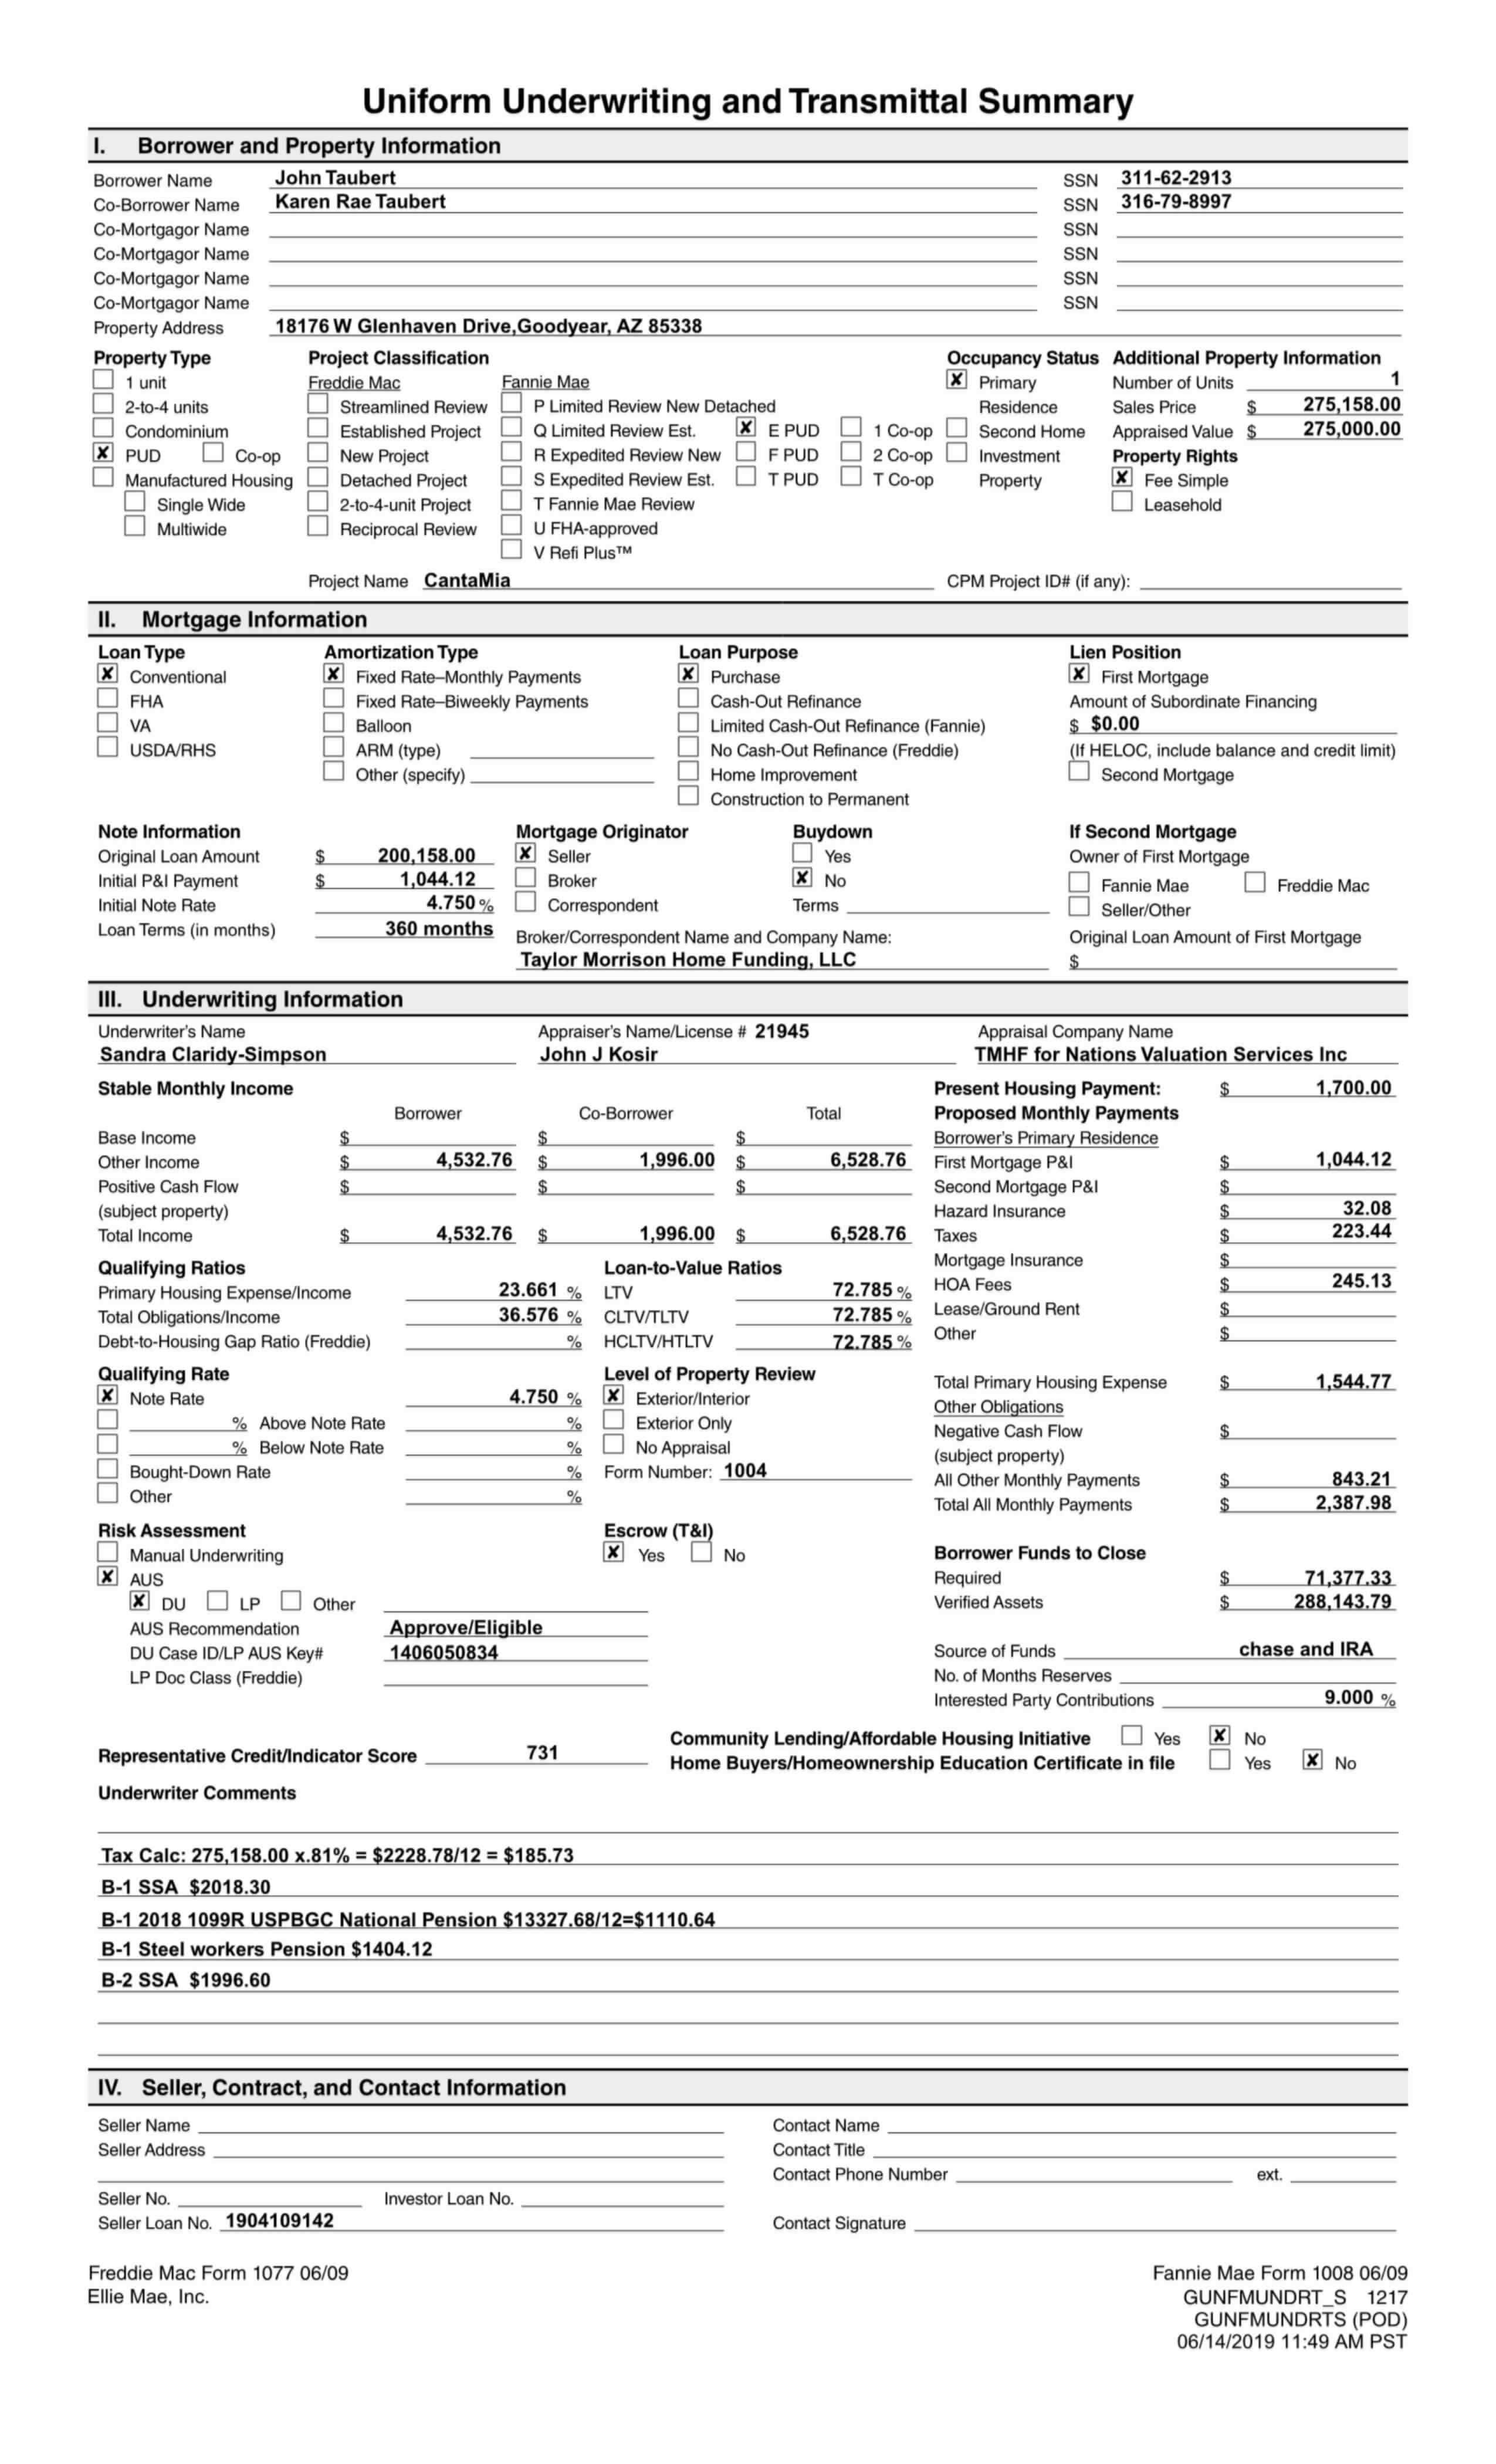 Uniform Underwriting and Transmittal Summary
I. Borrower and Property Information
Borrower Name John Taubert SSN 311-62-2913
Co-Borrower Name Karen Rae Taubert SSN 316-79-8997
Co-Mortgagor Name SSN
Co-Mortgagor Name SSN
Co-Mortgagor Name SSN
Co-Mortgagor Name SSN
Property Address 18176 W Glenhaven Drive,Goodyear, AZ 85338
Property Type Project Classification Occupancy Status Additional Property Information
1 unit Freddie Mac Fannie Mae ✘ Primary Number of Units 1
2-to-4 units Streamlined Review P Limited Review New Detached Residence Sales Price $ 275,158.00
Condominium Established Project Q Limited Review Est. ✘ E PUD 1 Co-op Second Home Appraised Value $ 275,000.00
✘ PUD Co-op New Project R Expedited Review New F PUD 2 Co-op Investment Property Rights
Manufactured Housing Detached Project S Expedited Review Est. T PUD T Co-op Property ✘ Fee Simple
Single Wide 2-to-4-unit Project T Fannie Mae Review Leasehold
Multiwide Reciprocal Review U FHA-approved
V Refi Plus™
Project Name CantaMia CPM Project ID# (if any):
II. Mortgage Information
Loan Type Amortization Type Loan Purpose Lien Position
✘ Conventional ✘ Fixed Rate–Monthly Payments ✘ Purchase ✘ First Mortgage
FHA Fixed Rate–Biweekly Payments Cash-Out Refinance Amount of Subordinate Financing
VA Balloon Limited Cash-Out Refinance (Fannie) $ $0.00
USDA/RHS ARM (type) No Cash-Out Refinance (Freddie) (If HELOC, include balance and credit limit)
Other (specify) Home Improvement Second Mortgage
Construction to Permanent
Note Information Mortgage Originator Buydown If Second Mortgage
Original Loan Amount $ 200,158.00 ✘ Seller Yes Owner of First Mortgage
Initial P&I Payment $ 1,044.12 Broker ✘ No Fannie Mae Freddie Mac
Initial Note Rate 4.750 % Correspondent Terms Seller/Other
Loan Terms (in months) 360 months Broker/Correspondent Name and Company Name: Original Loan Amount of First Mortgage
Taylor Morrison Home Funding, LLC $
III. Underwriting Information
Underwriter's Name Appraiser's Name/License # 21945 Appraisal Company Name
Sandra Claridy-Simpson John J Kosir TMHF for Nations Valuation Services Inc
Stable Monthly Income Present Housing Payment: $ 1,700.00
Borrower Co-Borrower Total Proposed Monthly Payments
Base Income $ $ $ Borrower's Primary Residence
Other Income $ 4,532.76 $ 1,996.00 $ 6,528.76 First Mortgage P&I $ 1,044.12
Positive Cash Flow $ $ $ Second Mortgage P&I $
(subject property) Hazard Insurance $ 32.08
Total Income $ 4,532.76 $ 1,996.00 $ 6,528.76 Taxes $ 223.44
Qualifying Ratios Loan-to-Value Ratios Mortgage Insurance $
Primary Housing Expense/Income 23.661 % LTV 72.785 % HOA Fees $ 245.13
Total Obligations/Income 36.576 % CLTV/TLTV 72.785 % Lease/Ground Rent $
Debt-to-Housing Gap Ratio (Freddie) % HCLTV/HTLTV 72.785 % Other $
Qualifying Rate Level of Property Review Total Primary Housing Expense $ 1,544.77
✘ Note Rate 4.750 % ✘ Exterior/Interior Other Obligations
% Above Note Rate % Exterior Only Negative Cash Flow $
% Below Note Rate % No Appraisal (subject property)
Bought-Down Rate % Form Number: 1004 All Other Monthly Payments $ 843.21
Other % Total All Monthly Payments $ 2,387.98
Risk Assessment Escrow (T&I)
Manual Underwriting ✘ Yes No Borrower Funds to Close
✘ AUS Required $ 71,377.33
✘ DU LP Other Verified Assets $ 288,143.79
AUS Recommendation Approve/Eligible
DU Case ID/LP AUS Key# 1406050834 Source of Funds chase and IRA
LP Doc Class (Freddie) No. of Months Reserves
Interested Party Contributions 9.000 %
Community Lending/Affordable Housing Initiative Yes ✘ No
Representative Credit/Indicator Score 731 Home Buyers/Homeownership Education Certificate in file Yes ✘ No
Underwriter Comments
Tax Calc: 275,158.00 x.81% = $2228.78/12 = $185.73
B-1 SSA $2018.30
B-1 2018 1099R USPBGC National Pension $13327.68/12=$1110.64
B-1 Steel workers Pension $1404.12
B-2 SSA $1996.60
IV. Seller, Contract, and Contact Information
Seller Name Contact Name
Seller Address Contact Title
Contact Phone Number ext.
Seller No. Investor Loan No.
Seller Loan No. 1904109142 Contact Signature
Freddie Mac Form 1077 06/09 Fannie Mae Form 1008 06/09
Ellie Mae, Inc. GUNFMUNDRT_S 1217
GUNFMUNDRTS (POD)
06/14/2019 11:49 AM PST